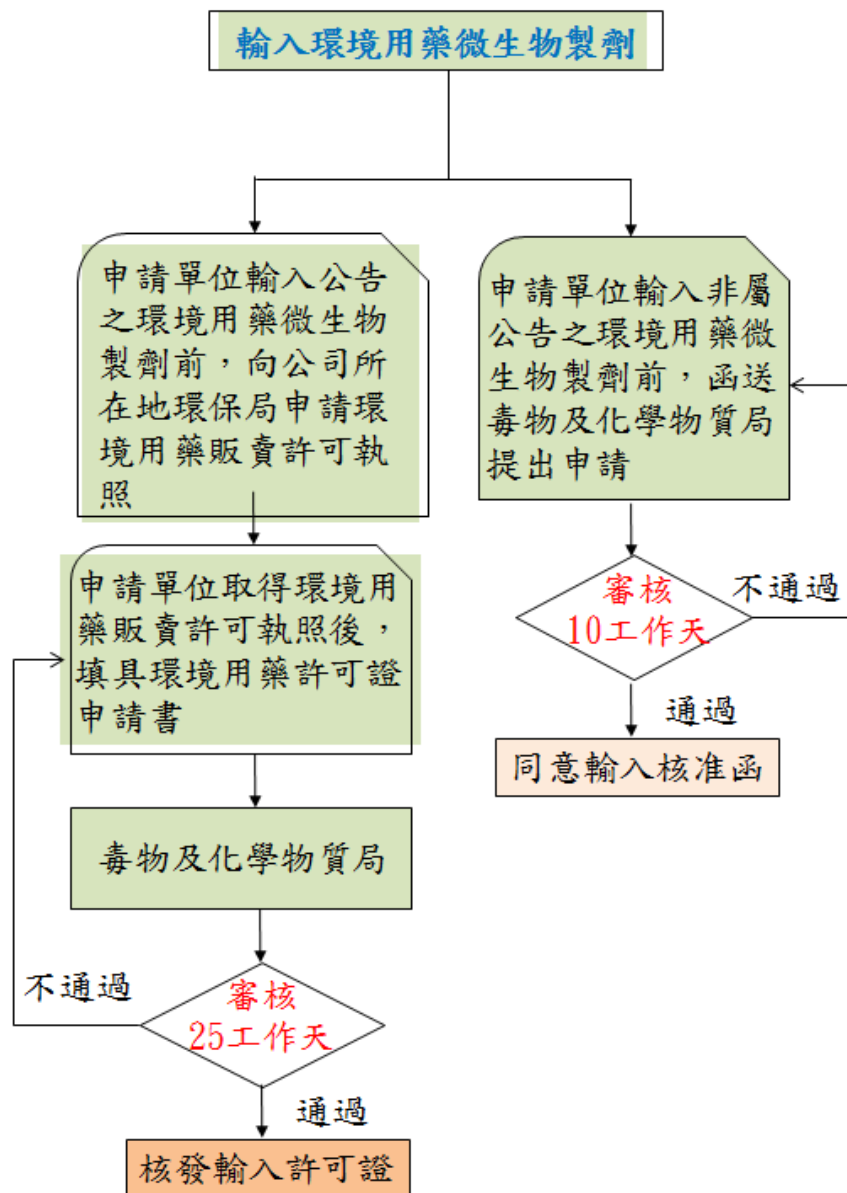 輸入環境用藥微生物製劑
申請單位輸入公告
之環境用藥微生物
製劑前，向公司所
在地環保局申請環
境用藥販賣許可執
照
申請單位取得環境用
藥販賣許可執照後，
填具環境用藥許可證
申請書
毒物及化學物質局
不通過
審核
25工作天
通過
核發輸入許可證
申請單位輸入非屬
公告之環境用藥微
生物製劑前，函送
毒物及化學物質局
提出申請
審核
10工作天
不通過
通過
同意輸入核准函